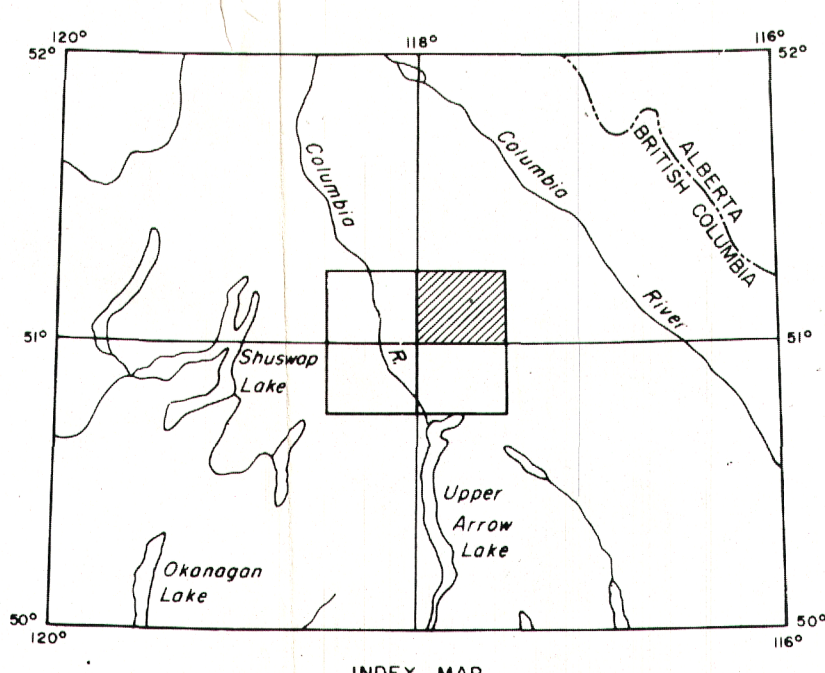 120°
118°
116°
52°
52°
Columbia
Columbia
ALBERTA
BRITISH COLUMBIA
River
51°
51°
R.
Shuswap
Lake
Upper
Arrow
Lake
Okanagan
Lake
50°
50°
120°
116°
INDEX MAP